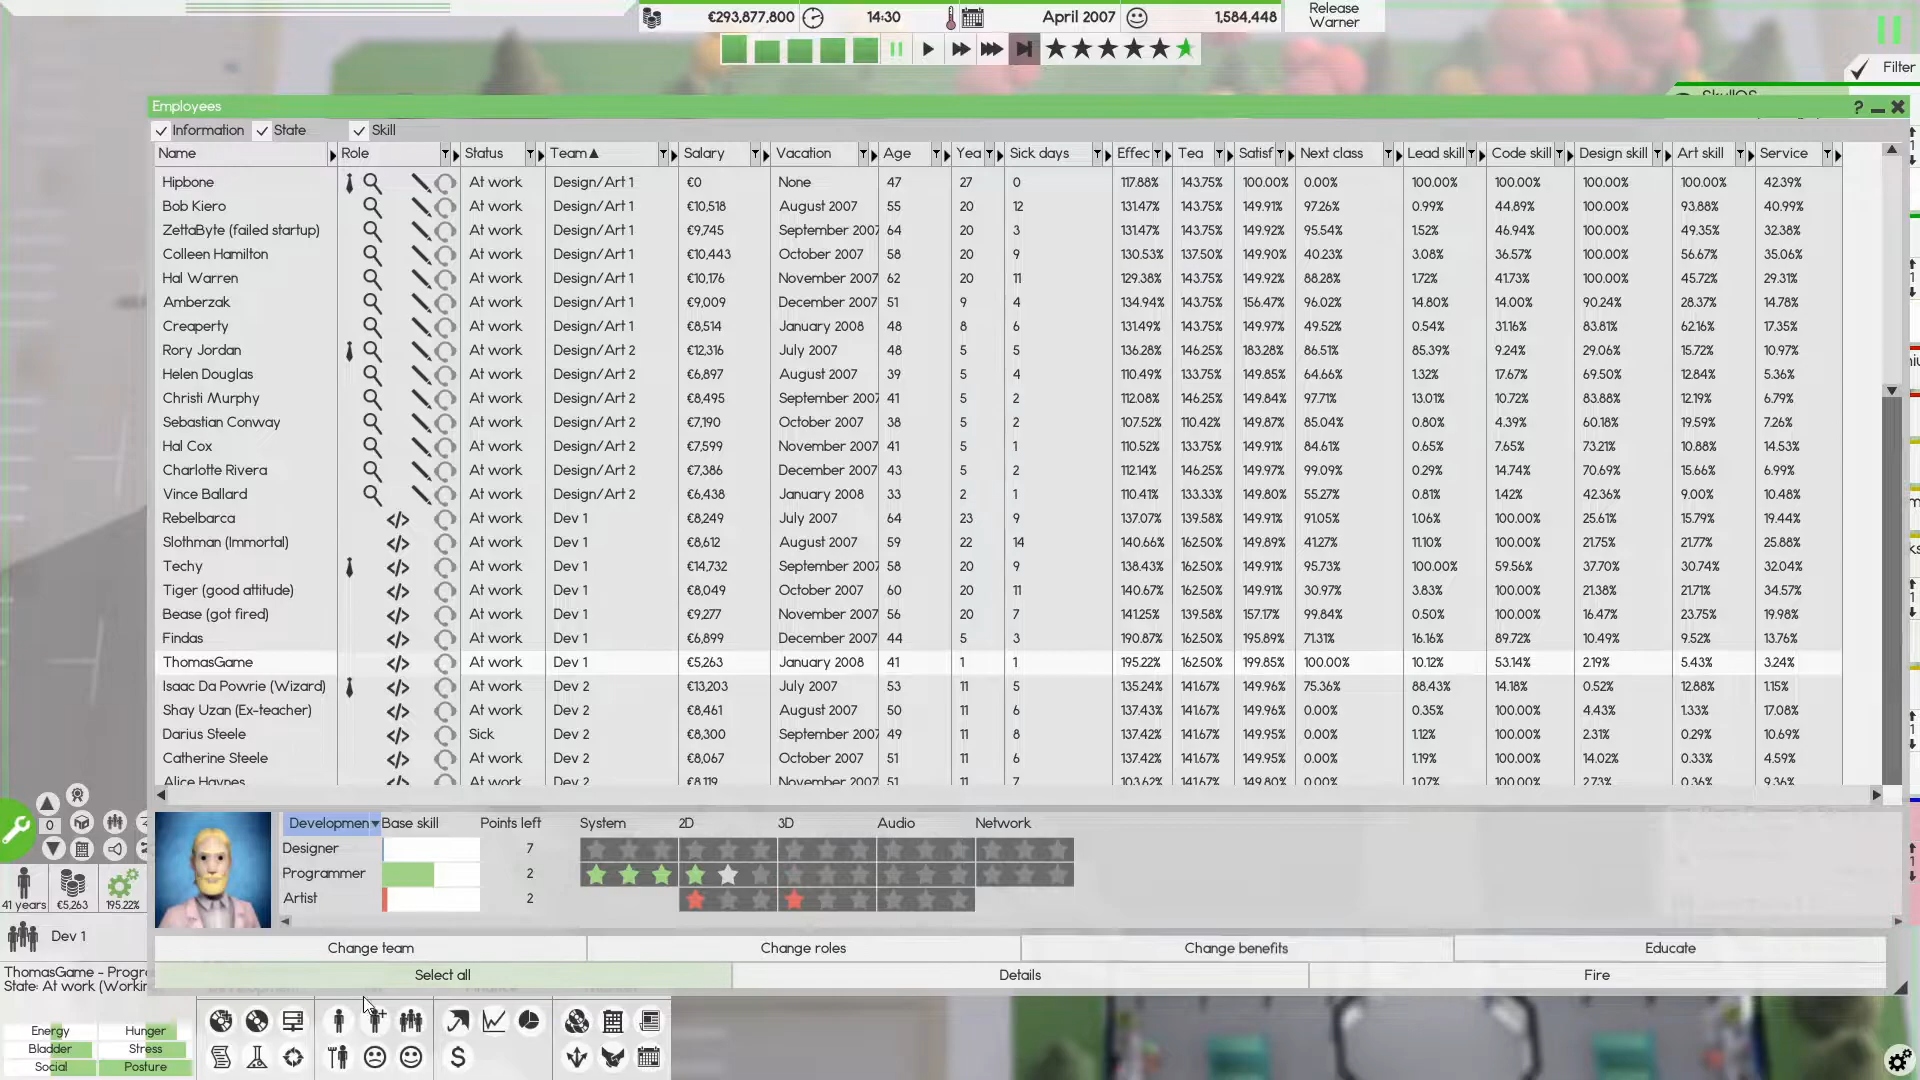 €293,877,800 14:30 April 2007 1,584,448 Release Warner
Filter
SkullOS
Employees ?
Information State Skill
Name Role Status Team▲ Salary Vacation Age Yea Sick days Effec Tea Satisf Next class Lead skill Code skill Design skill Art skill Service
Hipbone At work Design/Art 1 €0 None 47 27 0 117.88% 143.75% 100.00% 0.00% 100.00% 100.00% 100.00% 100.00% 42.39%
Bob Kiero At work Design/Art 1 €10,518 August 2007 55 20 12 131.47% 143.75% 149.91% 97.26% 0.99% 44.89% 100.00% 93.88% 40.99%
ZettaByte (failed startup) At work Design/Art 1 €9,745 September 2007 64 20 3 131.47% 143.75% 149.92% 95.54% 1.52% 46.94% 100.00% 49.35% 32.38%
Colleen Hamilton At work Design/Art 1 €10,443 October 2007 58 20 9 130.53% 137.50% 149.90% 40.23% 3.08% 36.57% 100.00% 56.67% 35.06%
Hal Warren At work Design/Art 1 €10,176 November 2007 62 20 11 129.38% 143.75% 149.92% 88.28% 1.72% 41.73% 100.00% 45.72% 29.31%
Amberzak At work Design/Art 1 €9,009 December 2007 51 9 4 134.94% 143.75% 156.47% 96.02% 14.80% 14.00% 90.24% 28.37% 14.78%
Creaperty At work Design/Art 1 €8,514 January 2008 48 8 6 131.49% 143.75% 149.97% 49.52% 0.54% 31.16% 83.81% 62.16% 17.35%
Rory Jordan At work Design/Art 2 €12,316 July 2007 48 5 5 136.28% 146.25% 183.28% 86.51% 85.39% 9.24% 29.06% 15.72% 10.97%
Helen Douglas At work Design/Art 2 €6,897 August 2007 39 5 4 110.49% 133.75% 149.85% 64.66% 1.32% 17.67% 69.50% 12.84% 5.36%
Christi Murphy At work Design/Art 2 €8,495 September 2007 41 5 2 112.08% 146.25% 149.84% 97.71% 13.01% 10.72% 83.88% 12.19% 6.79%
Sebastian Conway At work Design/Art 2 €7,190 October 2007 38 5 2 107.52% 110.42% 149.87% 85.04% 0.80% 4.39% 60.18% 19.59% 7.26%
Hal Cox At work Design/Art 2 €7,599 November 2007 41 5 1 110.52% 133.75% 149.91% 84.61% 0.65% 7.65% 73.21% 10.88% 14.53%
Charlotte Rivera At work Design/Art 2 €7,386 December 2007 43 5 2 112.14% 146.25% 149.97% 99.09% 0.29% 14.74% 70.69% 15.66% 6.99%
Vince Ballard At work Design/Art 2 €6,438 January 2008 33 2 1 110.41% 133.33% 149.80% 55.27% 0.81% 1.42% 42.36% 9.00% 10.48%
Rebelbarca At work Dev 1 €8,249 July 2007 64 23 9 137.07% 139.58% 149.91% 91.05% 1.06% 100.00% 25.61% 15.79% 19.44%
Slothman (Immortal) At work Dev 1 €8,612 August 2007 59 22 14 140.66% 162.50% 149.89% 41.27% 11.10% 100.00% 21.75% 21.77% 25.88%
Techy At work Dev 1 €14,732 September 2007 58 20 9 138.43% 162.50% 149.91% 95.73% 100.00% 59.56% 37.70% 30.74% 32.04%
Tiger (good attitude) At work Dev 1 €8,049 October 2007 60 20 11 140.67% 162.50% 149.91% 30.97% 3.83% 100.00% 21.38% 21.71% 34.57%
Bease (got fired) At work Dev 1 €9,277 November 2007 56 20 7 141.25% 139.58% 157.17% 99.84% 0.50% 100.00% 16.47% 23.75% 19.98%
Findas At work Dev 1 €6,899 December 2007 44 5 3 190.87% 162.50% 195.89% 71.31% 16.16% 89.72% 10.49% 9.52% 13.76%
ThomasGame At work Dev 1 €5,263 January 2008 41 1 1 195.22% 162.50% 199.85% 100.00% 10.12% 53.14% 2.19% 5.43% 3.24%
Isaac Da Powrie (Wizard) At work Dev 2 €13,203 July 2007 53 11 5 135.24% 141.67% 149.96% 75.36% 88.43% 14.18% 0.52% 12.88% 1.15%
Shay Uzan (Ex-teacher) At work Dev 2 €8,461 August 2007 50 11 6 137.43% 141.67% 149.96% 0.00% 0.35% 100.00% 4.43% 1.33% 17.08%
Darius Steele Sick Dev 2 €8,300 September 2007 49 11 8 137.42% 141.67% 149.95% 0.00% 1.12% 100.00% 2.31% 0.29% 10.69%
Catherine Steele At work Dev 2 €8,067 October 2007 51 11 6 137.42% 141.67% 149.95% 0.00% 1.19% 100.00% 14.02% 0.33% 4.59%
Alice Haynes At work Dev 2 €8,119 November 2007 51 11 7 103.62% 141.67% 149.80% 0.00% 1.07% 100.00% 2.73% 0.36% 9.36%
0
Developmen Base skill Points left System 2D 3D Audio Network
Designer 7
Programmer 2
Artist 2
41 years €5,263 195.22%
Dev 1
ThomasGame - Progra
State: At work (Workin
Change team Change roles Change benefits Educate
Select all Details Fire
Energy Hunger
Bladder Stress
Social Posture